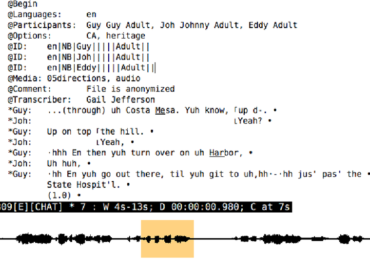 @Begin
@Languages: en
@Participants: Guy Guy Adult, Joh Johnny Adult, Eddy Adult
@Options: CA, heritage
@ID: en|NB|Guy|||||Adult||
@ID: en|NB|Joh|||||Adult||
@ID: en|NB|Eddy|||||Adult||
@Media: 05directions, audio
@Comment: File is anonymized
@Transcriber: Gail Jefferson
*Guy: ...(through) uh Costa Mesa. Yuh know, ⌈up d-. •
*Joh: ⌊Yeah? •
*Guy: Up on top ⌈the hill. •
*Joh: ⌊Yeah, •
*Guy: ·hhh En then yuh turn over on uh Harbor, •
*Joh: Uh huh, •
*Guy: ·hh En yuh go out there, til yuh git to uh,hh--hh jus' pas' the •
State Hospit'l. •
(1.0) •
09[E][CHAT] * 7 : W 4s-13s; D 00:00:00.980; C at 7s